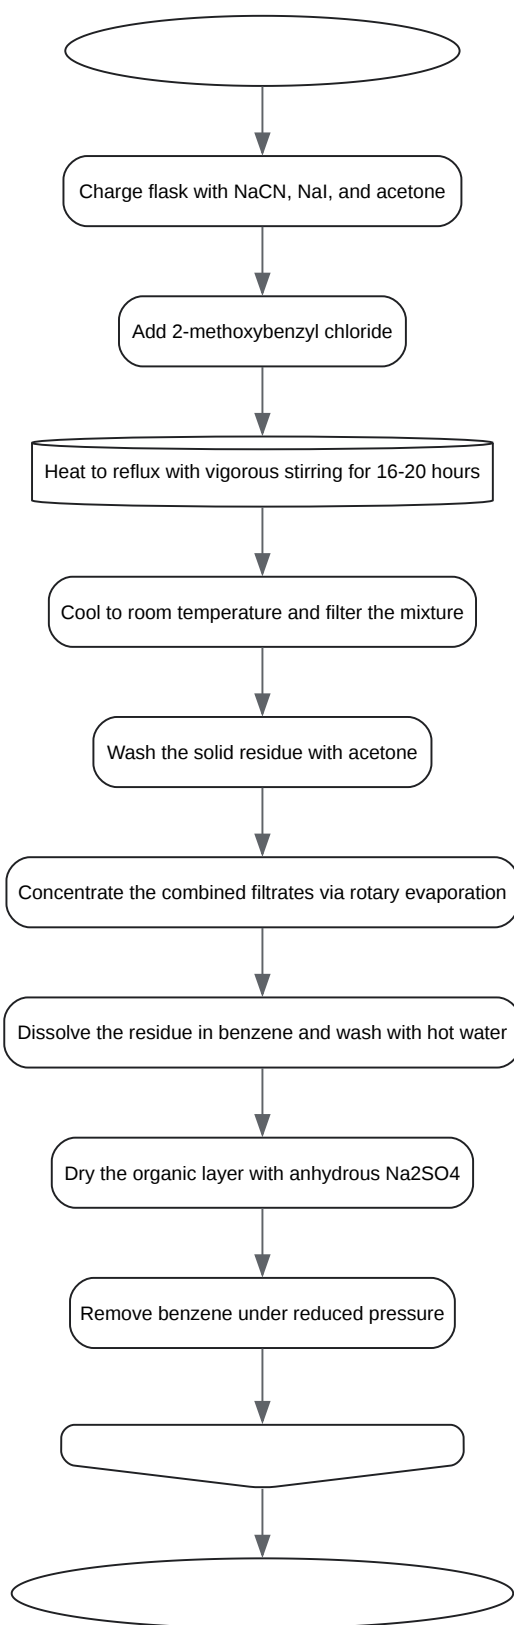 Charge flask with NaCN, NaI, and acetone
Add 2-methoxybenzyl chloride
Heat to reflux with vigorous stirring for 16-20 hours
Cool to room temperature and filter the mixture
Wash the solid residue with acetone
Concentrate the combined filtrates via rotary evaporation
Dissolve the residue in benzene and wash with hot water
Dry the organic layer with anhydrous Na2SO4
Remove benzene under reduced pressure